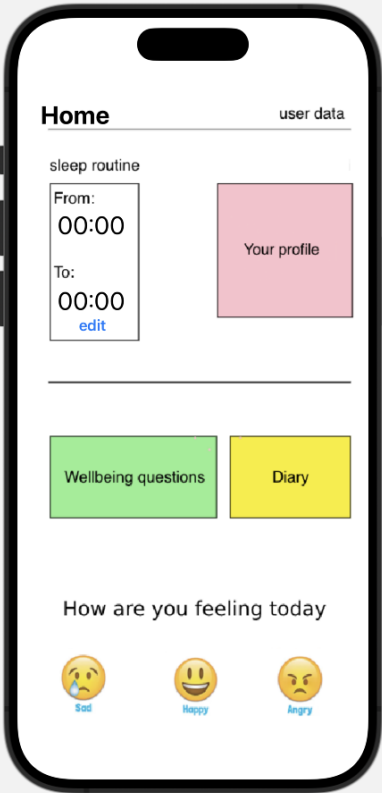 Home
user data
sleep routine
From:
00:00
To:
00:00
edit
Your profile
Wellbeing questions
Diary
How are you feeling today
Sad
Happy
Angry